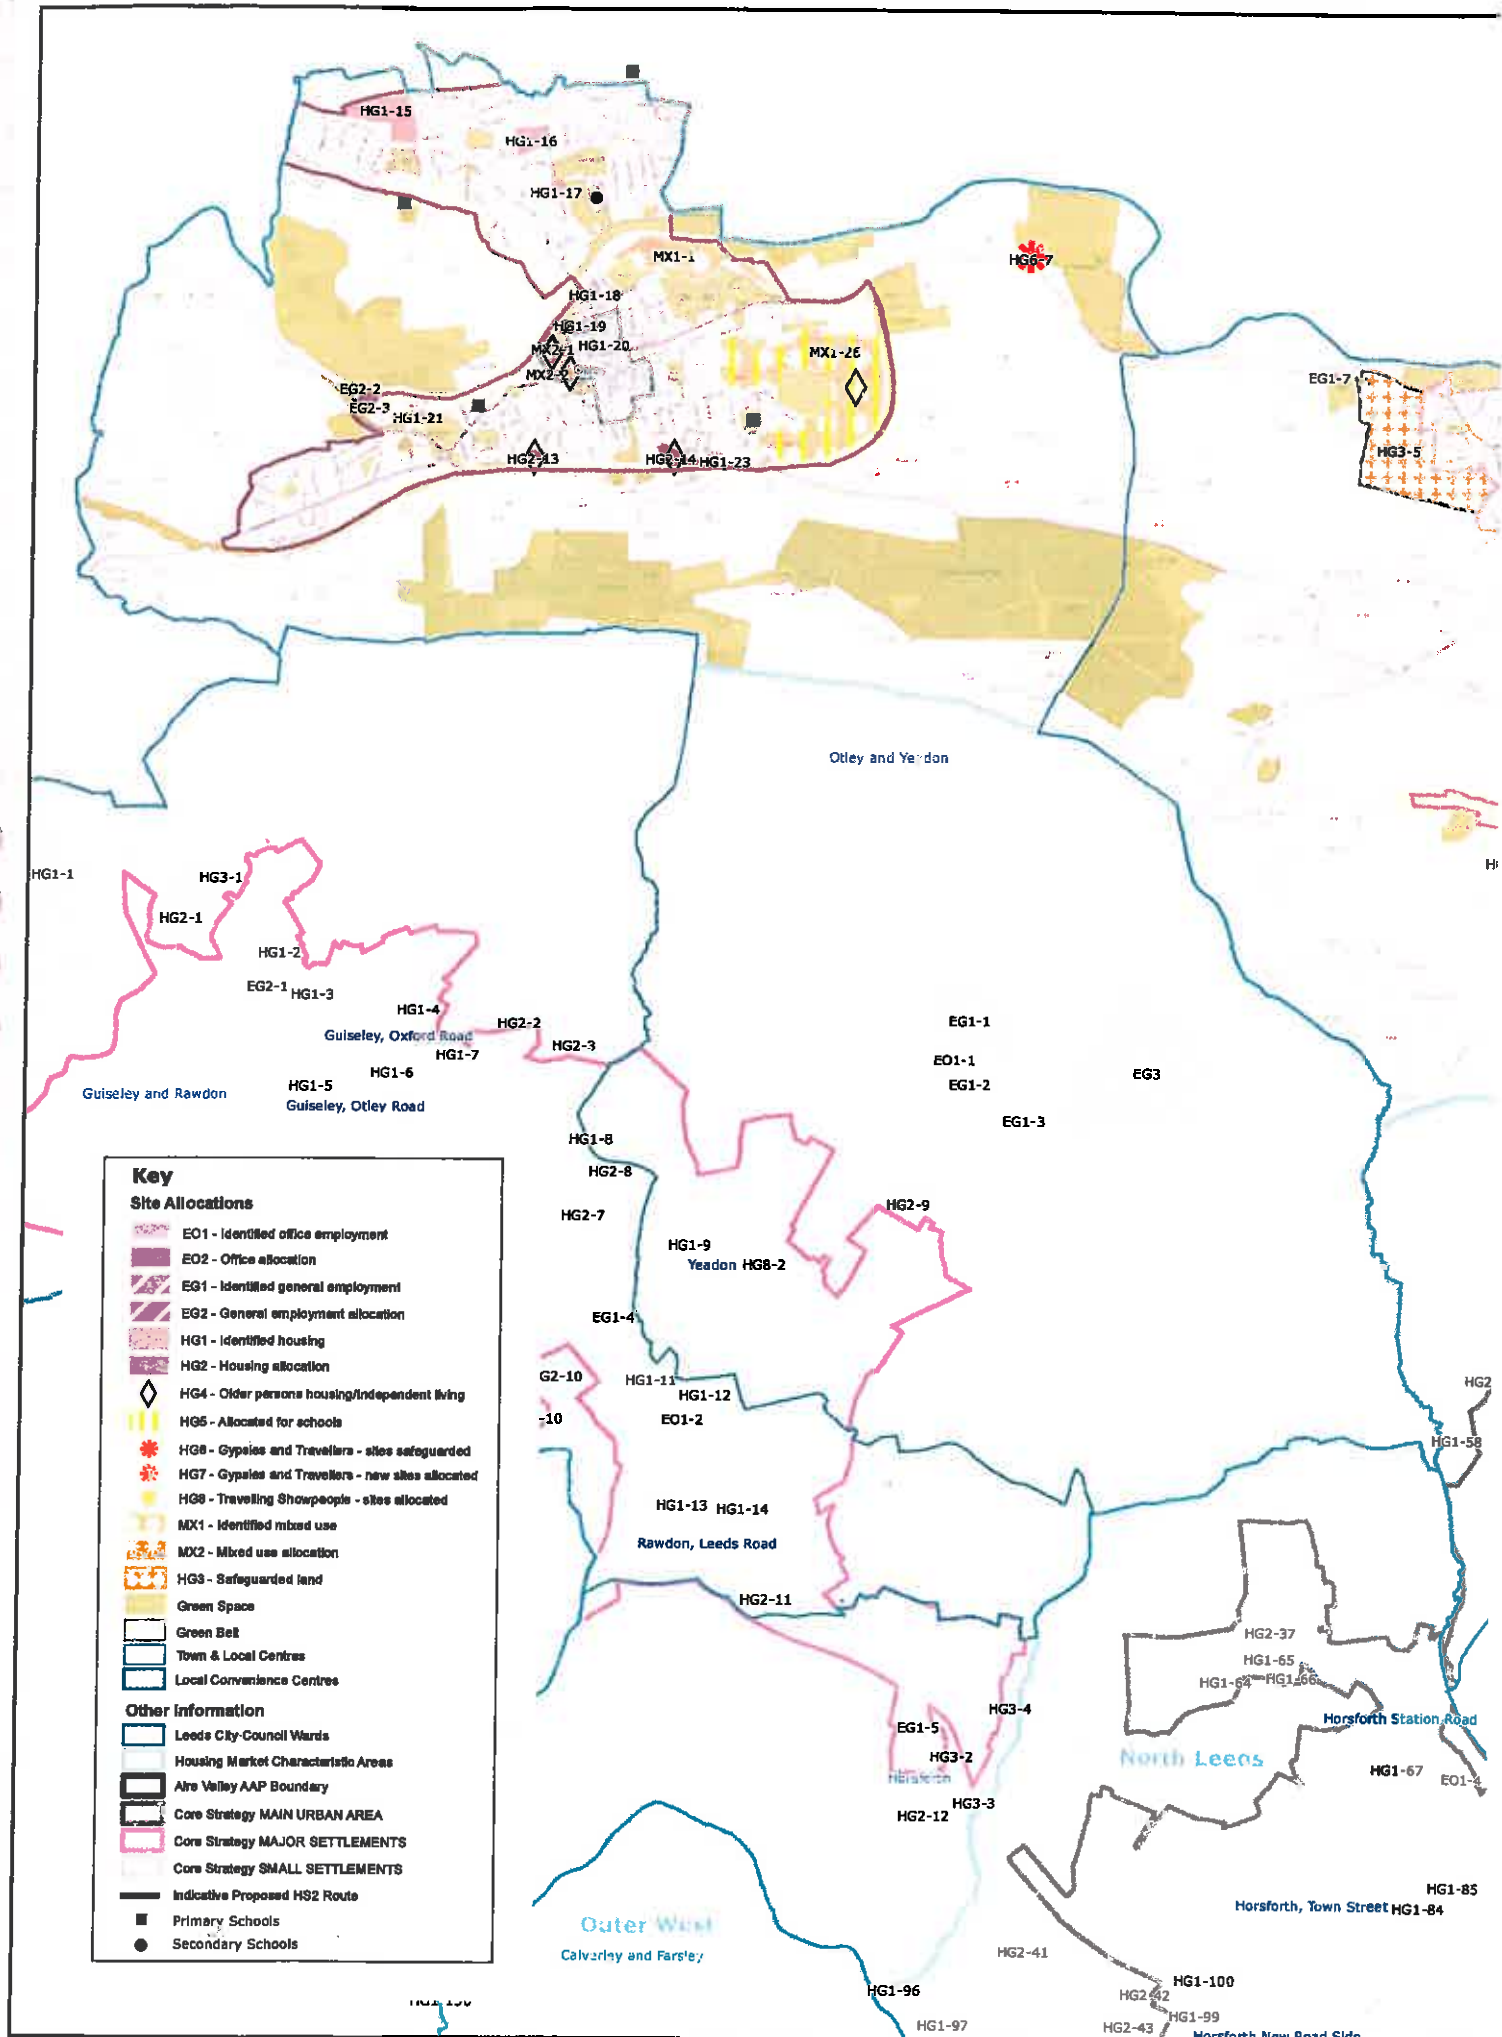 HG1-15
HG1-16
HG1-17
MX1-1
HG6-7
HG1-18
HG1-19
HG1-20
MX2-1
MX2-2
MX1-26
EG1-7
EG2-2
EG2-3
HG1-21
HG3-5
HG2-13
HG2-14
HG1-23
Otley and Yeadon
HG1-1
HG3-1
HG2-1
HG1-2
EG2-1
HG1-3
HG1-4
HG2-2
EG1-1
Guiseley, Oxford Road
HG2-3
HG1-7
EO1-1
HG1-6
EG3
HG1-5
EG1-2
Guiseley and Rawdon
Guiseley, Otley Road
EG1-3
HG1-8
HG2-8
HG2-7
HG2-9
HG1-9
Yeadon HG8-2
EG1-4
G2-10
HG1-11
HG1-12
HG2
-10
EO1-2
HG1-58
HG1-13
HG1-14
Rawdon, Leeds Road
HG2-11
HG2-37
HG1-65
HG1-64
HG1-66
HG3-4
Horsforth Station Road
EG1-5
HG3-2
North Leeds
Horsforth
HG1-67
EO1-4
HG3-3
HG2-12
HG1-85
Horsforth, Town Street HG1-84
Outer West
Calverley and Farsley
HG2-41
HG1-100
HG1-96
HG2-42
HG1-99
HG1-97
HG2-43
Horsforth New Road Side
Key
Site Allocations
EO1 - Identified office employment
EO2 - Office allocation
EG1 - Identified general employment
EG2 - General employment allocation
HG1 - Identified housing
HG2 - Housing allocation
HG4 - Older persons housing/independent living
HG5 - Allocated for schools
HG6 - Gypsies and Travellers - sites safeguarded
HG7 - Gypsies and Travellers - new sites allocated
HG8 - Travelling Showpeople - sites allocated
MX1 - Identified mixed use
MX2 - Mixed use allocation
HG3 - Safeguarded land
Green Space
Green Belt
Town & Local Centres
Local Convenience Centres
Other Information
Leeds City-Council Wards
Housing Market Characteristic Areas
Aire Valley AAP Boundary
Core Strategy MAIN URBAN AREA
Core Strategy MAJOR SETTLEMENTS
Core Strategy SMALL SETTLEMENTS
Indicative Proposed HS2 Route
Primary Schools
Secondary Schools